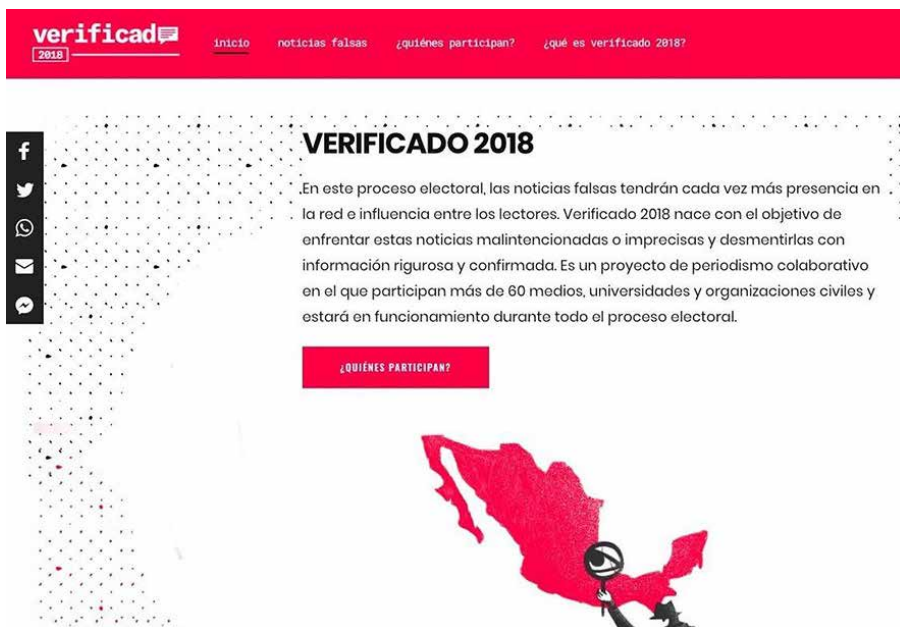 verificado
2018
inicio noticias falsas ¿quiénes participan? ¿qué es verificado 2018?
VERIFICADO 2018
En este proceso electoral, las noticias falsas tendrán cada vez más presencia en
la red e influencia entre los lectores. Verificado 2018 nace con el objetivo de
enfrentar estas noticias malintencionadas o imprecisas y desmentirlas con
información rigurosa y confirmada. Es un proyecto de periodismo colaborativo
en el que participan más de 60 medios, universidades y organizaciones civiles y
estará en funcionamiento durante todo el proceso electoral.
¿QUIÉNES PARTICIPAN?